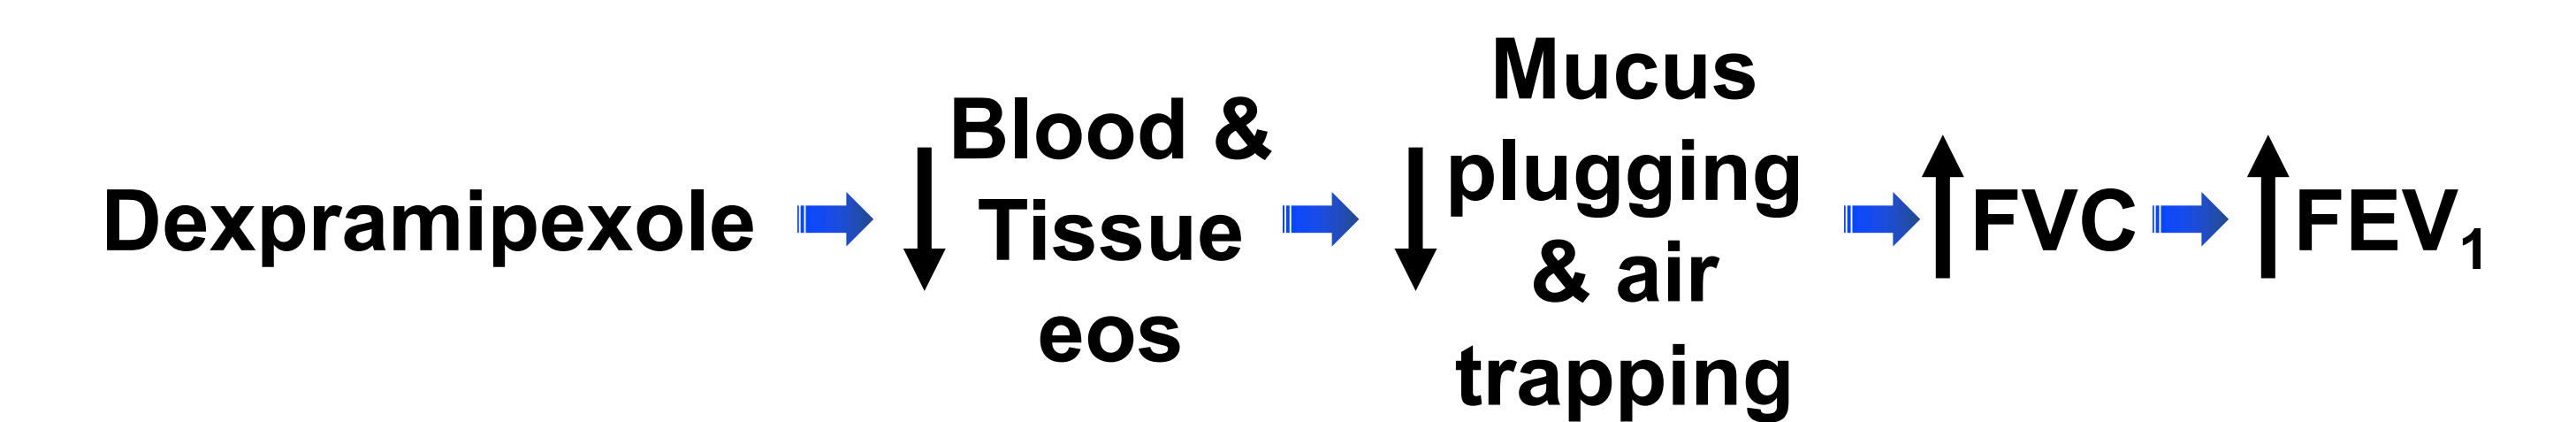 Dexpramipexole
Blood &
Tissue
eos
Mucus
plugging
& air
trapping
FVC
FEV₁